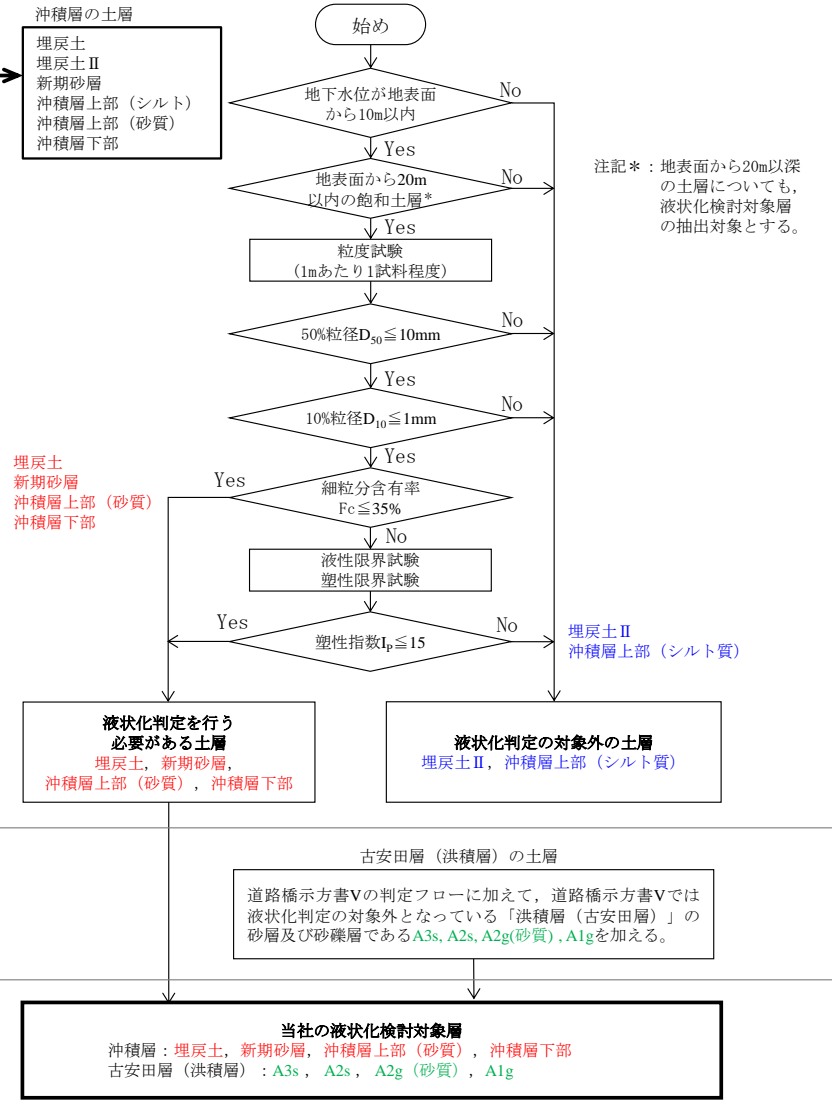 沖積層の土層
埋戻土
埋戻土Ⅱ
新期砂層
沖積層上部（シルト）
沖積層上部（砂質）
沖積層下部
始め
地下水位が地表面
から10m以内
No
Yes
地表面から20m
以内の飽和土層*
No
Yes
注記＊：地表面から20m以深
の土層についても，
液状化検討対象層
の抽出対象とする。
粒度試験
（1mあたり1試料程度）
50%粒径D50≦10mm
No
Yes
10%粒径D10≦1mm
No
Yes
埋戻土
新期砂層
沖積層上部（砂質）
沖積層下部
Yes
細粒分含有率
Fc≦35%
No
液性限界試験
塑性限界試験
Yes
塑性指数IP≦15
No
埋戻土Ⅱ
沖積層上部（シルト質）
液状化判定を行う
必要がある土層
埋戻土，新期砂層，
沖積層上部（砂質），沖積層下部
液状化判定の対象外の土層
埋戻土Ⅱ，沖積層上部（シルト質）
古安田層（洪積層）の土層
道路橋示方書Ⅴの判定フローに加えて，道路橋示方書Ⅴでは
液状化判定の対象外となっている「洪積層（古安田層）」の
砂層及び砂礫層であるA3s, A2s, A2g(砂質) , A1gを加える。
当社の液状化検討対象層
沖積層：埋戻土，新期砂層，沖積層上部（砂質），沖積層下部
古安田層（洪積層）：A3s ，A2s ，A2g（砂質），A1g